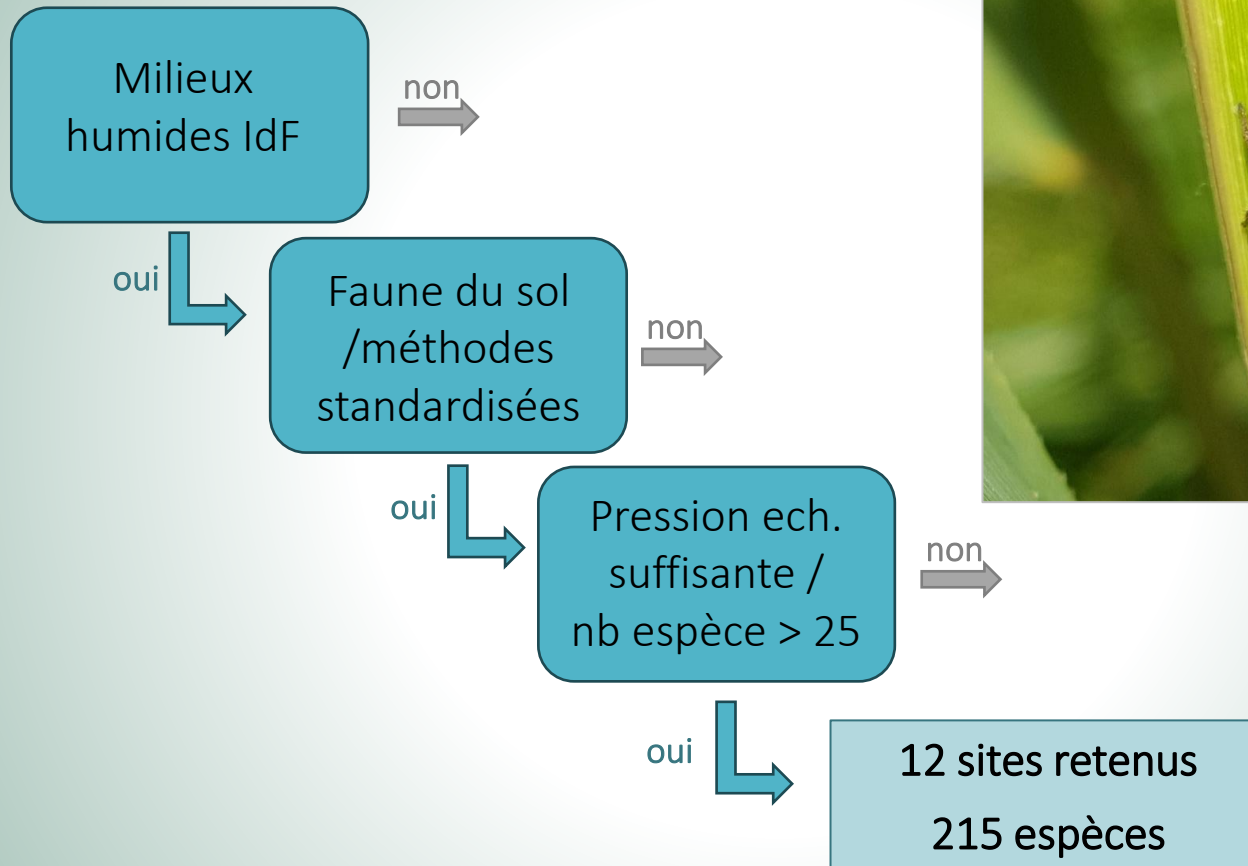 Milieux
humides IdF
non
oui
Faune du sol
/méthodes
standardisées
non
oui
Pression ech.
suffisante /
nb espèce > 25
non
oui
12 sites retenus
215 espèces